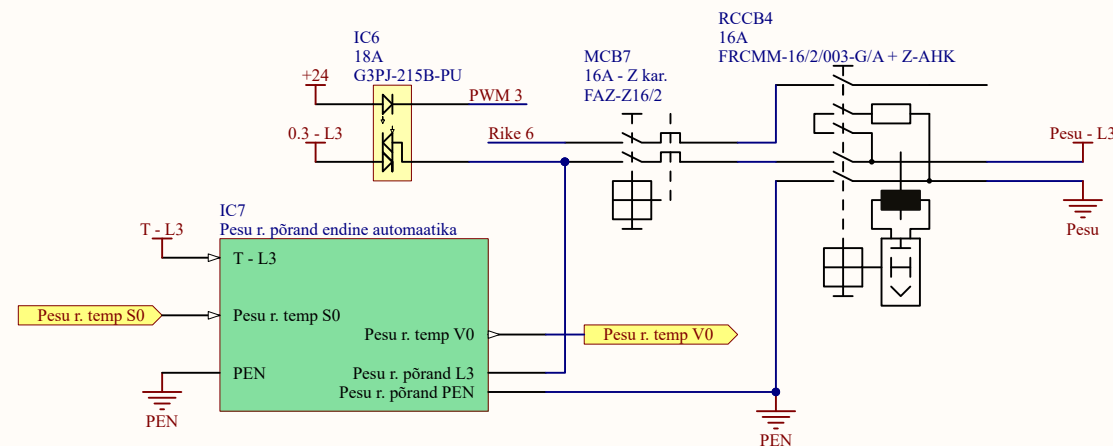 RCCB4
16A
FRCMM-16/2/003-G/A + Z-AHK
IC6
18A
G3PJ-215B-PU
MCB7
16A - Z kar.
FAZ-Z16/2
+24
PWM 3
0.3 - L3
Rike 6
Pesu - L3
Pesu
IC7
Pesu r. põrand endine automaatika
T - L3
T - L3
Pesu r. temp S0
Pesu r. temp S0
Pesu r. temp V0
Pesu r. temp V0
PEN
Pesu r. põrand L3
Pesu r. põrand PEN
PEN
PEN